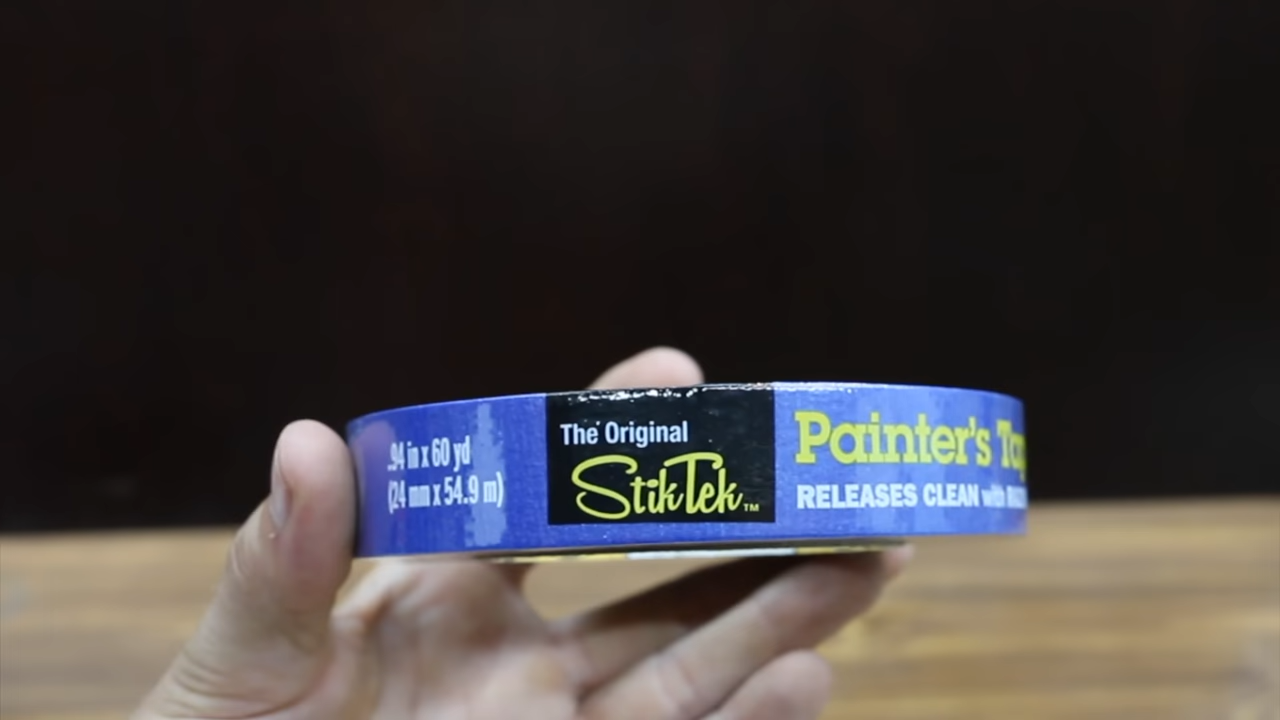 .94 in x 60 yd
(24 mm x 54.9 m)
The Original
StikTek™
Painter's
RELEASES CLEAN with